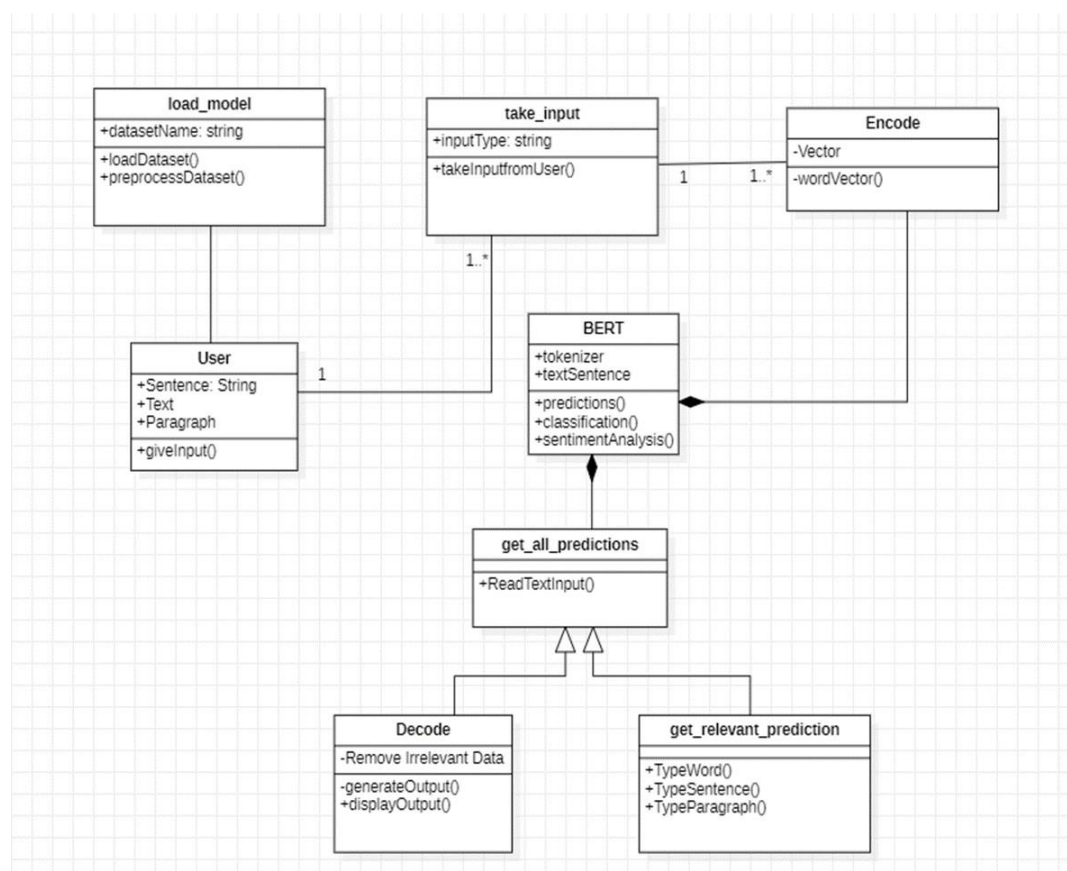 load_model
+datasetName: string
+loadDataset()
+preprocessDataset()
take_input
+inputType: string
+takeInputfromUser()
Encode
-Vector
-wordVector()
1
1..*
1..*
User
+Sentence: String
+Text
+Paragraph
+giveInput()
1
BERT
+tokenizer
+textSentence
+predictions()
+classification()
+sentimentAnalysis()
get_all_predictions
+ReadTextInput()
Decode
-Remove Irrelevant Data
-generateOutput()
+displayOutput()
get_relevant_prediction
+TypeWord()
+TypeSentence()
+TypeParagraph()